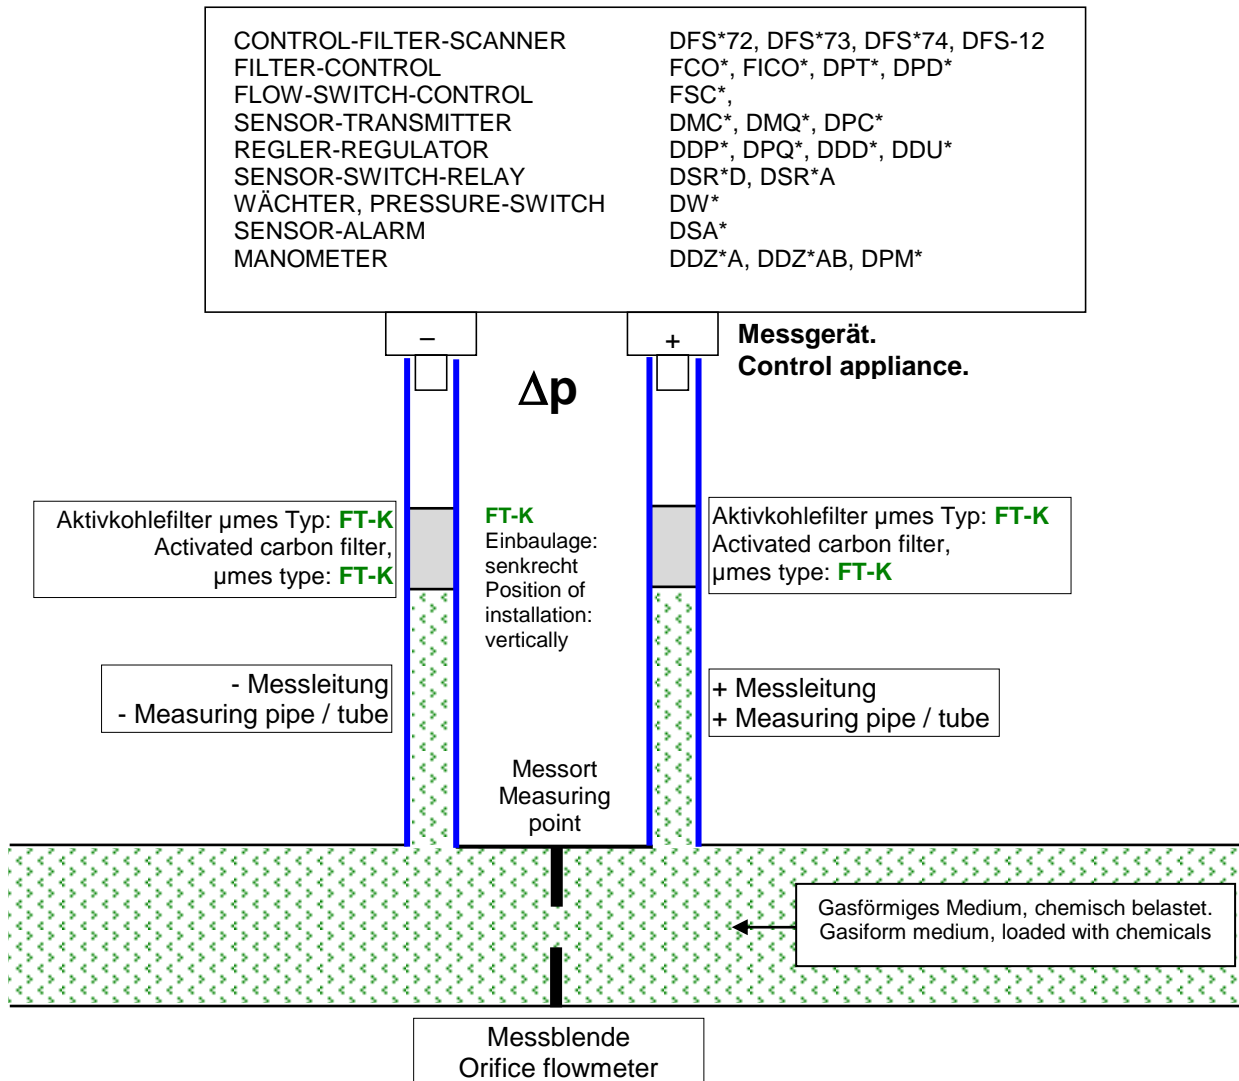 CONTROL-FILTER-SCANNER DFS*72, DFS*73, DFS*74, DFS-12
FILTER-CONTROL FCO*, FICO*, DPT*, DPD*
FLOW-SWITCH-CONTROL FSC*,
SENSOR-TRANSMITTER DMC*, DMQ*, DPC*
REGLER-REGULATOR DDP*, DPQ*, DDD*, DDU*
SENSOR-SWITCH-RELAY DSR*D, DSR*A
WÄCHTER, PRESSURE-SWITCH DW*
SENSOR-ALARM DSA*
MANOMETER DDZ*A, DDZ*AB, DPM*
– +
Messgerät.
Control appliance.
Δp
Aktivkohlefilter µmes Typ: FT-K
Activated carbon filter,
µmes type: FT-K
FT-K
Einbaulage:
senkrecht
Position of
installation:
vertically
Aktivkohlefilter µmes Typ: FT-K
Activated carbon filter,
µmes type: FT-K
- Messleitung
- Measuring pipe / tube
+ Messleitung
+ Measuring pipe / tube
Messort
Measuring
point
Gasförmiges Medium, chemisch belastet.
Gasiform medium, loaded with chemicals
Messblende
Orifice flowmeter